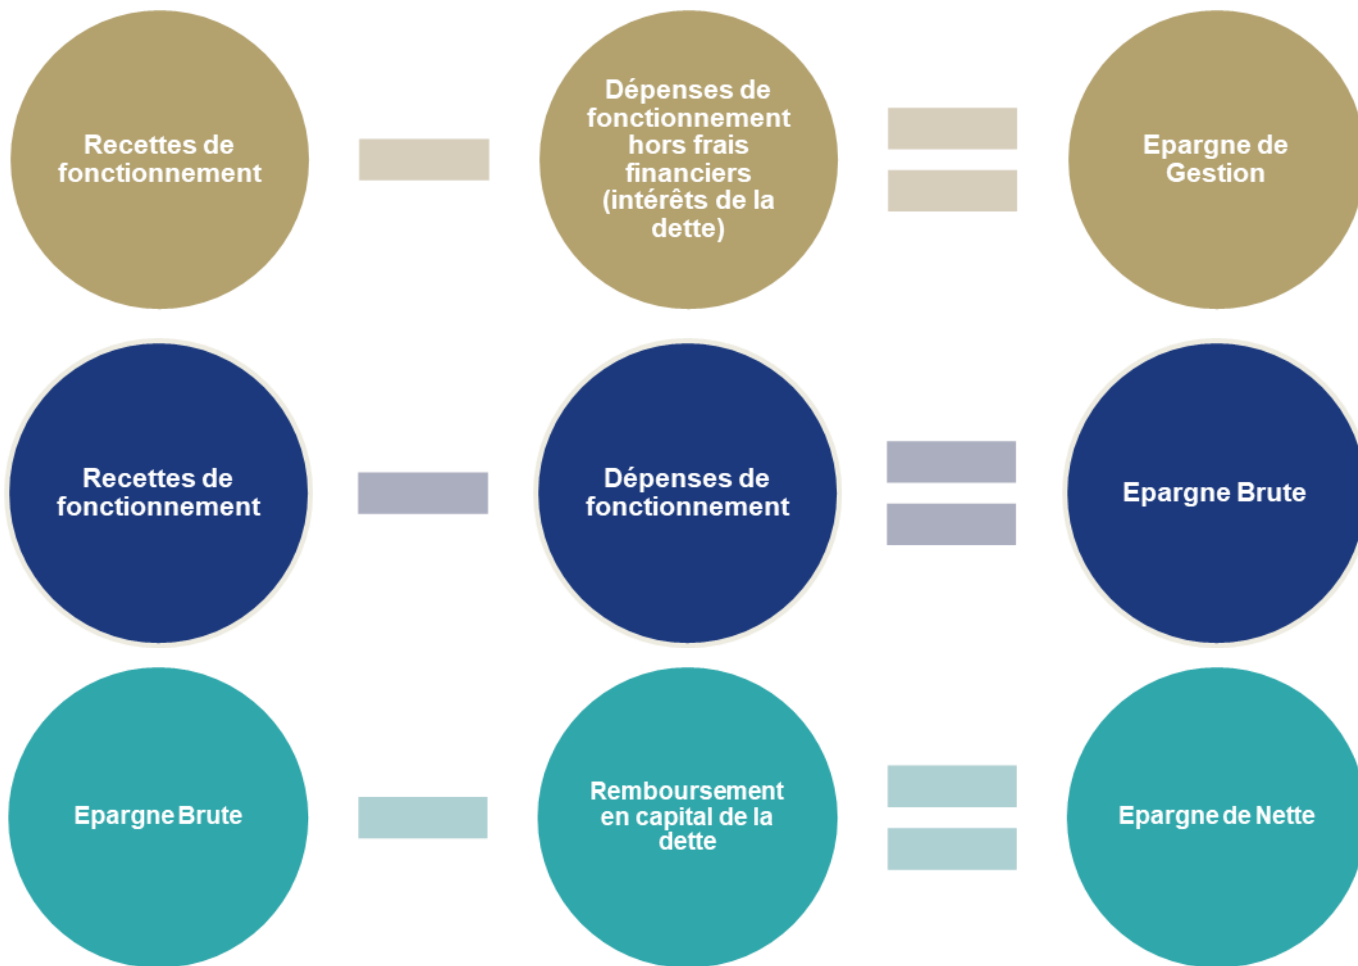 Recettes de
fonctionnement
Dépenses de
fonctionnement
hors frais
financiers
(intérêts de la
dette)
Epargne de
Gestion
Recettes de
fonctionnement
Dépenses de
fonctionnement
Epargne Brute
Epargne Brute
Remboursement
en capital de la
dette
Epargne de Nette